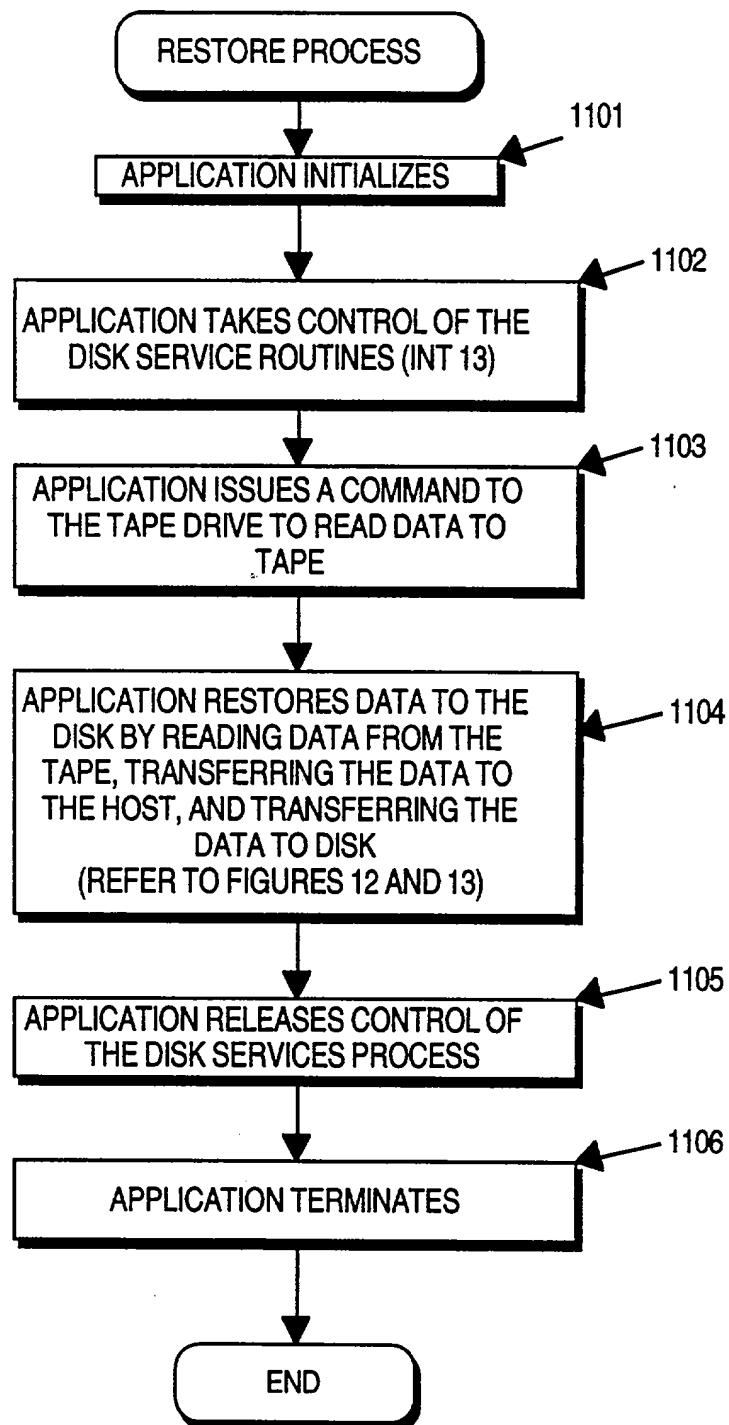 RESTORE PROCESS
1101
APPLICATION INITIALIZES
1102
APPLICATION TAKES CONTROL OF THE
DISK SERVICE ROUTINES (INT 13)
1103
APPLICATION ISSUES A COMMAND TO
THE TAPE DRIVE TO READ DATA TO
TAPE
APPLICATION RESTORES DATA TO THE
DISK BY READING DATA FROM THE
TAPE, TRANSFERRING THE DATA TO
THE HOST, AND TRANSFERRING THE
DATA TO DISK
(REFER TO FIGURES 12 AND 13)
1104
1105
APPLICATION RELEASES CONTROL OF
THE DISK SERVICES PROCESS
1106
APPLICATION TERMINATES
END